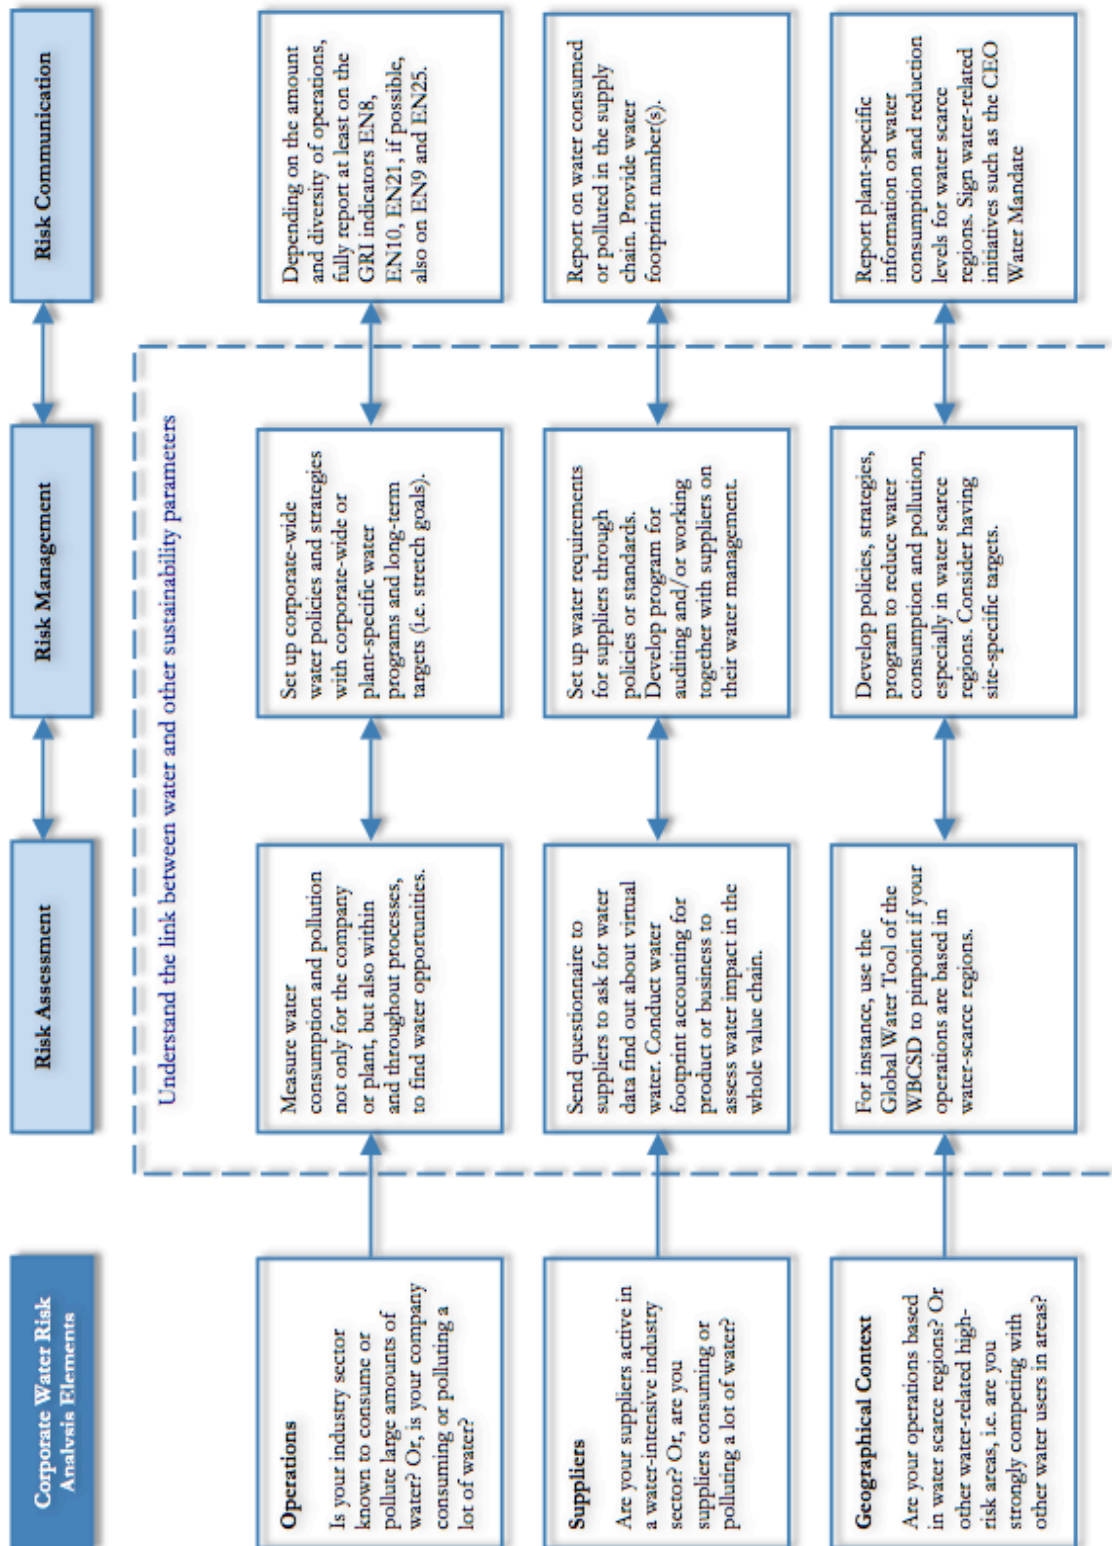 Corporate Water Risk
Analysis Elements
Risk Assessment
Risk Management
Risk Communication
Understand the link between water and other sustainability parameters
Operations
Is your industry sector
known to consume or
pollute large amounts of
water? Or, is your company
consuming or polluting a
lot of water?
Measure water
consumption and pollution
not only for the company
or plant, but also within
and throughout processes,
to find water opportunities.
Set up corporate-wide
water policies and strategies
with corporate-wide or
plant-specific water
programs and long-term
targets (i.e. stretch goals).
Depending on the amount
and diversity of operations,
fully report at least on the
GRI indicators EN8,
EN10, EN21, if possible,
also on EN9 and EN25.
Suppliers
Are your suppliers active in
a water-intensive industry
sector? Or, are you
suppliers consuming or
polluting a lot of water?
Send questionnaire to
suppliers to ask for water
data find out about virtual
water. Conduct water
footprint accounting for
product or business to
assess water impact in the
whole value chain.
Set up water requirements
for suppliers through
policies or standards.
Develop program for
auditing and/or working
together with suppliers on
their water management.
Report on water consumed
or polluted in the supply
chain. Provide water
footprint number(s).
Geographical Context
Are your operations based
in water scarce regions? Or
other water-related high-
risk areas, i.e. are you
strongly competing with
other water users in areas?
For instance, use the
Global Water Tool of the
WBCSD to pinpoint if your
operations are based in
water-scarce regions.
Develop policies, strategies,
program to reduce water
consumption and pollution,
especially in water scarce
regions. Consider having
site-specific targets.
Report plant-specific
information on water
consumption and reduction
levels for water scarce
regions. Sign water-related
initiatives such as the CEO
Water Mandate